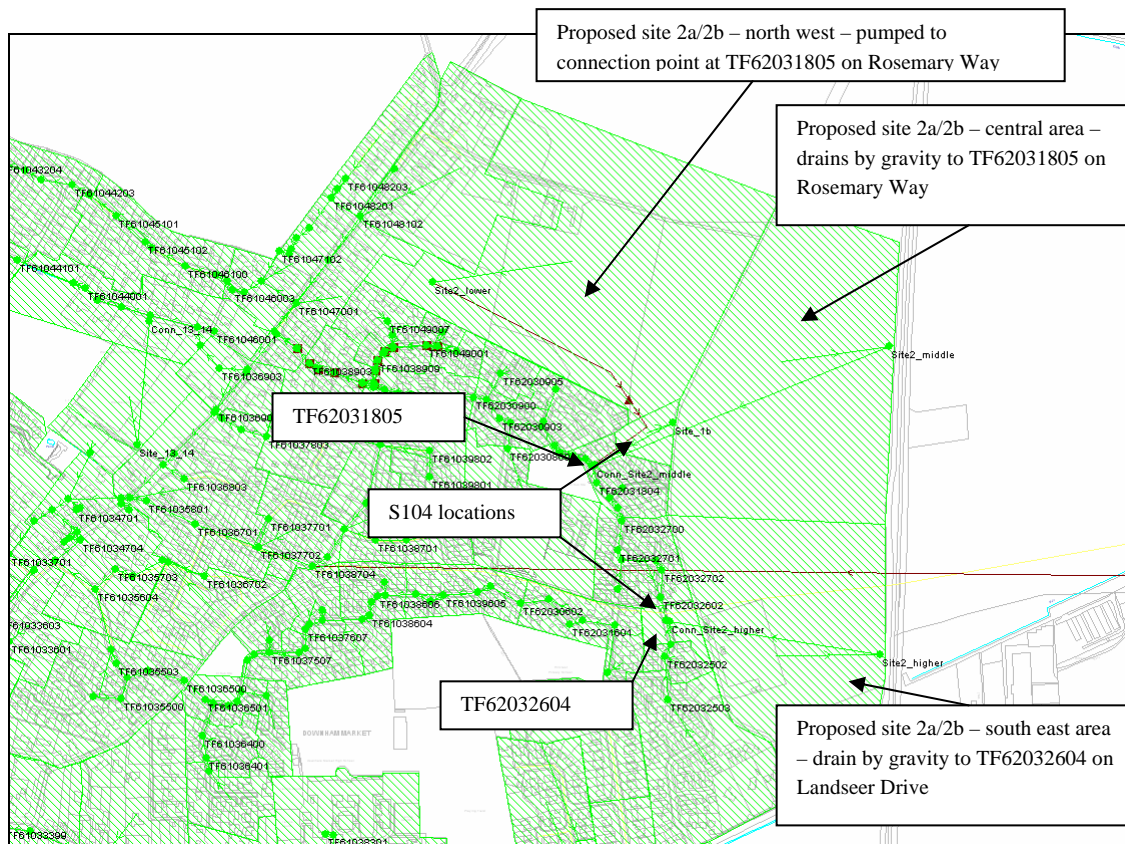 Proposed site 2a/2b – north west – pumped to
connection point at TF62031805 on Rosemary Way
Proposed site 2a/2b – central area –
drains by gravity to TF62031805 on
Rosemary Way
TF61043204
TF61044203
TF61045101
TF61045102
TF61044101
TF61046100
TF61044001
TF61046003
TF61048203
TF61048201
TF61048102
TF61047102
TF61047001
Site2_lower
Conn_13_14
TF61046001
TF61049007
TF61049001
TF61038903
TF61038909
TF61036903
TF62030905
TF62030900
TF62030903
Site2_middle
Site_1b
TF62031805
TF61037803
TF61039802
TF61039801
Conn_Site2_middle
TF62031804
Site_13_14
TF61036803
TF61035801
TF61034701
TF61036701
TF61037701
S104 locations
TF62032700
TF61034704
TF61037702
TF61038701
TF62032701
TF61033701
TF61035703
TF61036702
TF61038704
TF62032702
TF61035604
TF61038606
TF61039605
TF62030602
TF62032602
TF61033603
TF61038604
TF62031601
Conn_Site2_higher
TF61033601
TF61037607
TF61037507
TF62032502
Site2_higher
TF61035503
TF61036500
TF61035500
TF61036501
TF62032604
TF62032503
TF61036400
TF61036401
DOWNHAM MARKET
Proposed site 2a/2b – south east area
– drain by gravity to TF62032604 on
Landseer Drive
TF61033399
TF61038301